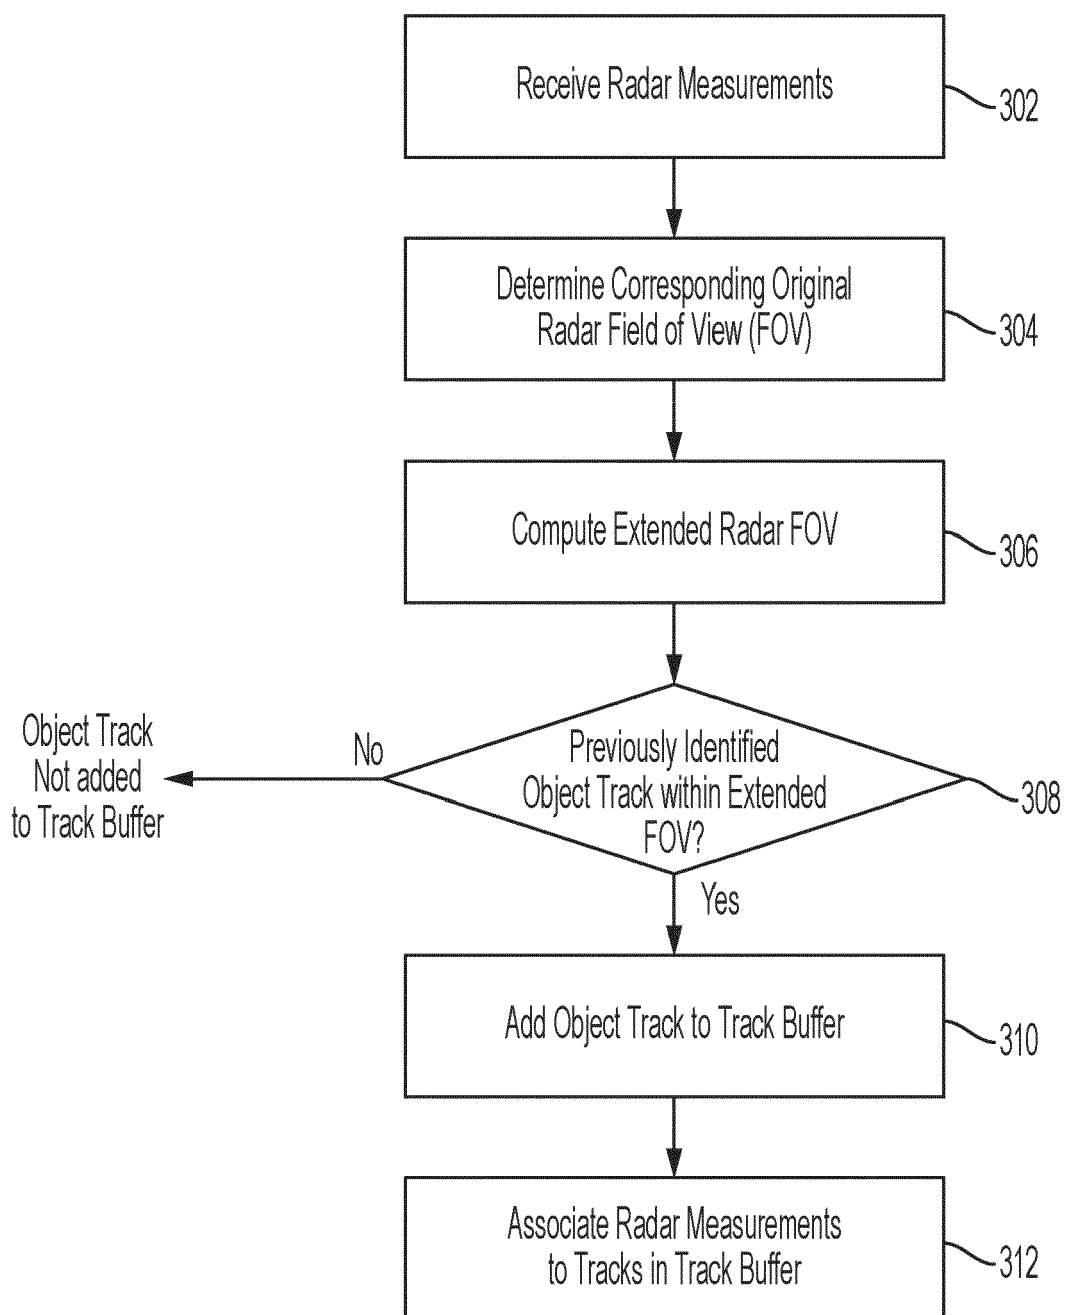 Receive Radar Measurements
302
Determine Corresponding Original
Radar Field of View (FOV)
304
Compute Extended Radar FOV
306
Previously Identified
Object Track within Extended
FOV?
308
No
Object Track
Not added
to Track Buffer
Yes
Add Object Track to Track Buffer
310
Associate Radar Measurements
to Tracks in Track Buffer
312